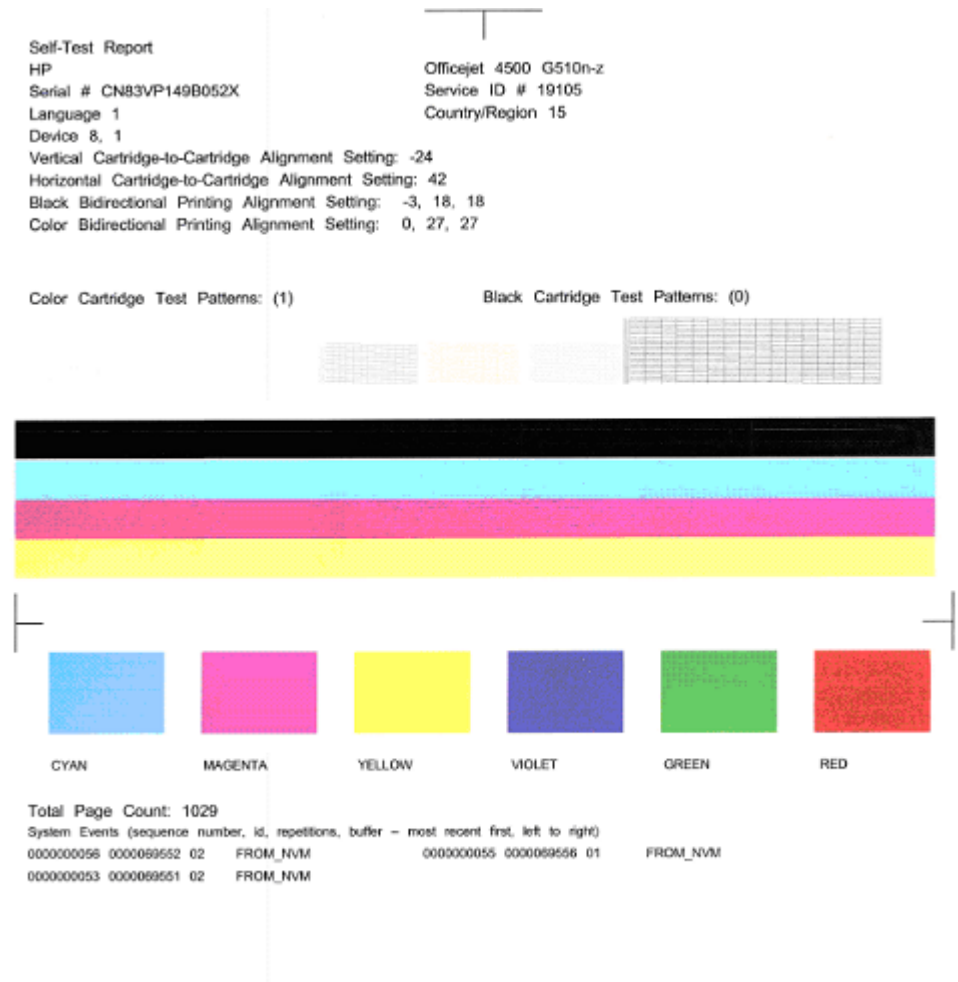 Self-Test Report
HP
Officejet 4500 G510n-z
Serial # CN83VP149B052X
Service ID # 19105
Language 1
Country/Region 15
Device 8, 1
Vertical Cartridge-to-Cartridge Alignment Setting: -24
Horizontal Cartridge-to-Cartridge Alignment Setting: 42
Black Bidirectional Printing Alignment Setting: -3, 18, 18
Color Bidirectional Printing Alignment Setting: 0, 27, 27
Color Cartridge Test Patterns: (1) Black Cartridge Test Patterns: (0)
CYAN MAGENTA YELLOW VIOLET GREEN RED
Total Page Count: 1029
System Events (sequence number, id, repetitions, buffer – most recent first, left to right)
0000000056 0000069552 02 FROM_NVM 0000000055 0000069556 01 FROM_NVM
0000000053 0000069551 02 FROM_NVM